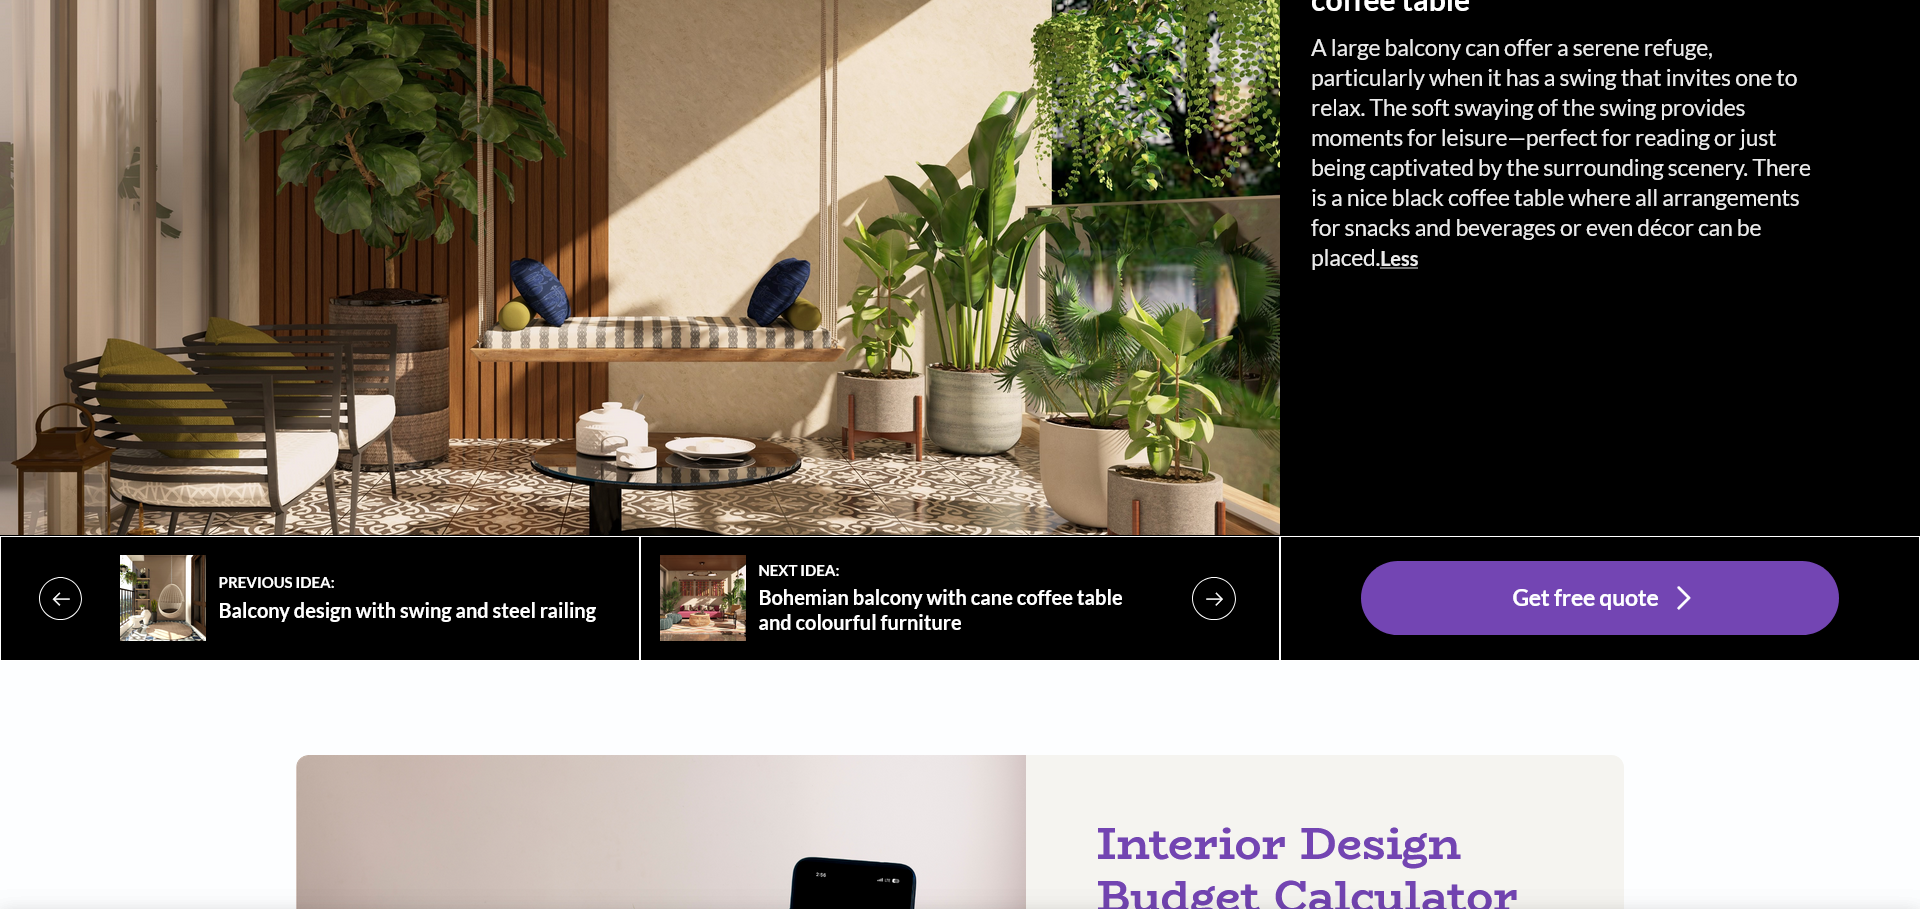 coffee table
A large balcony can offer a serene refuge,
particularly when it has a swing that invites one to
relax. The soft swaying of the swing provides
moments for leisure—perfect for reading or just
being captivated by the surrounding scenery. There
is a nice black coffee table where all arrangements
for snacks and beverages or even décor can be
placed.Less
PREVIOUS IDEA:
Balcony design with swing and steel railing
NEXT IDEA:
Bohemian balcony with cane coffee table
and colourful furniture
Get free quote
2:56
Interior Design
Budget Calculator